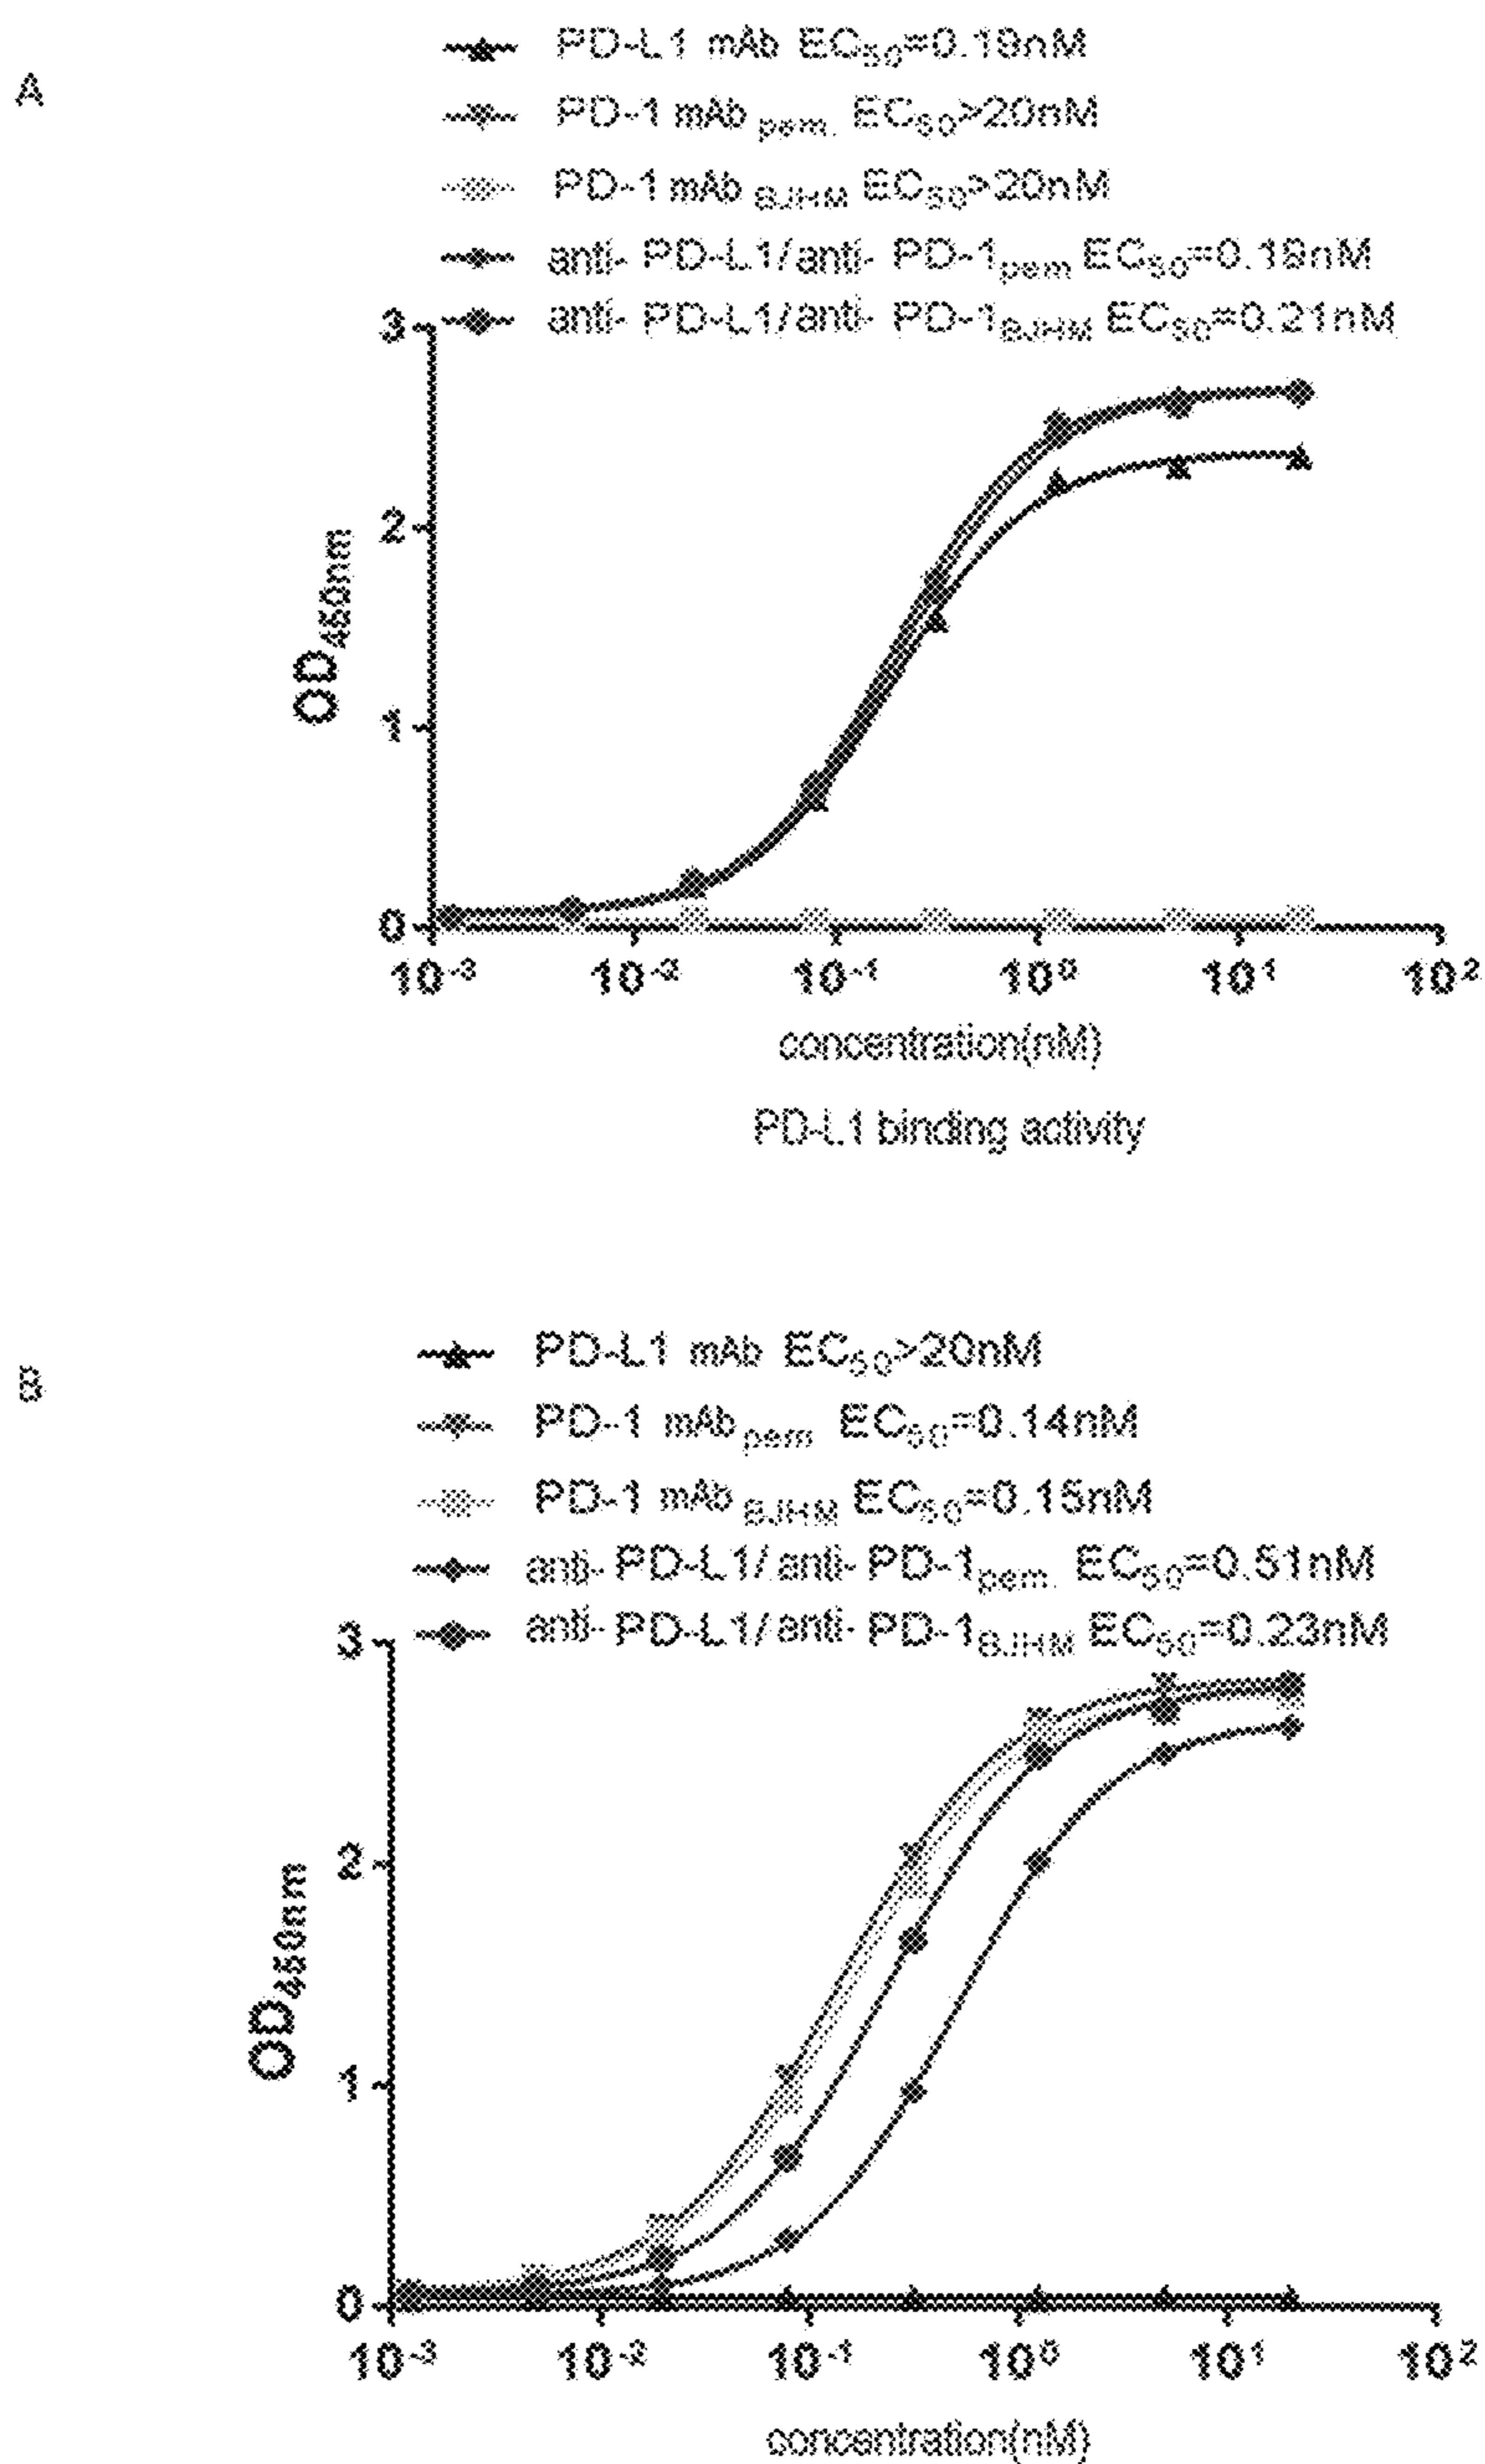 A
PD-L1 mAb EC50=0.19nM
PD-1 mAb pem. EC50>20nM
PD-1 mAb BJHM EC50>20nM
anti- PD-L1/anti- PD-1pem EC50=0.19nM
anti- PD-L1/anti- PD-1BJHM EC50=0.21nM
3
2
1
0
OD450nm
10-3 10-2 10-1 100 101 102
concentration(nM)
PD-L1 binding activity
B
PD-L1 mAb EC50>20nM
PD-1 mAb pem EC50=0.14nM
PD-1 mAb BJHM EC50=0.15nM
anti- PD-L1/anti- PD-1pem. EC50=0.51nM
anti- PD-L1/anti- PD-1BJHM EC50=0.23nM
3
2
1
0
OD450nm
10-3 10-2 10-1 100 101 102
concentration(nM)